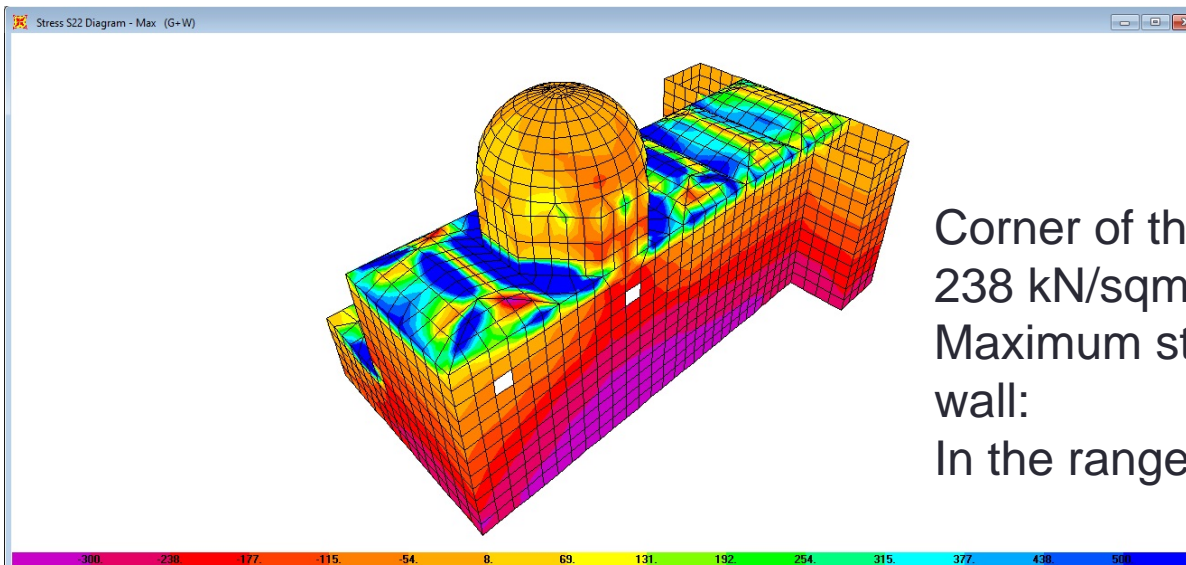 Stress S22 Diagram - Max (G+W)
Corner of th
238 kN/sqm
Maximum st
wall:
In the range
-300. -238. -177. -115. -54. 8. 69. 131. 192. 254. 315. 377. 438. 500.